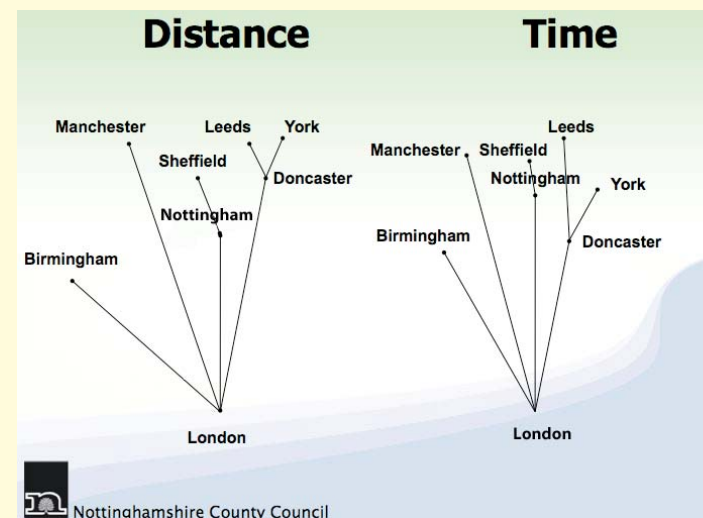 Distance
Time
Manchester
Leeds
York
Sheffield
Doncaster
Nottingham
Birmingham
London
Leeds
Manchester
Sheffield
Nottingham
York
Birmingham
Doncaster
London
Nottinghamshire County Council